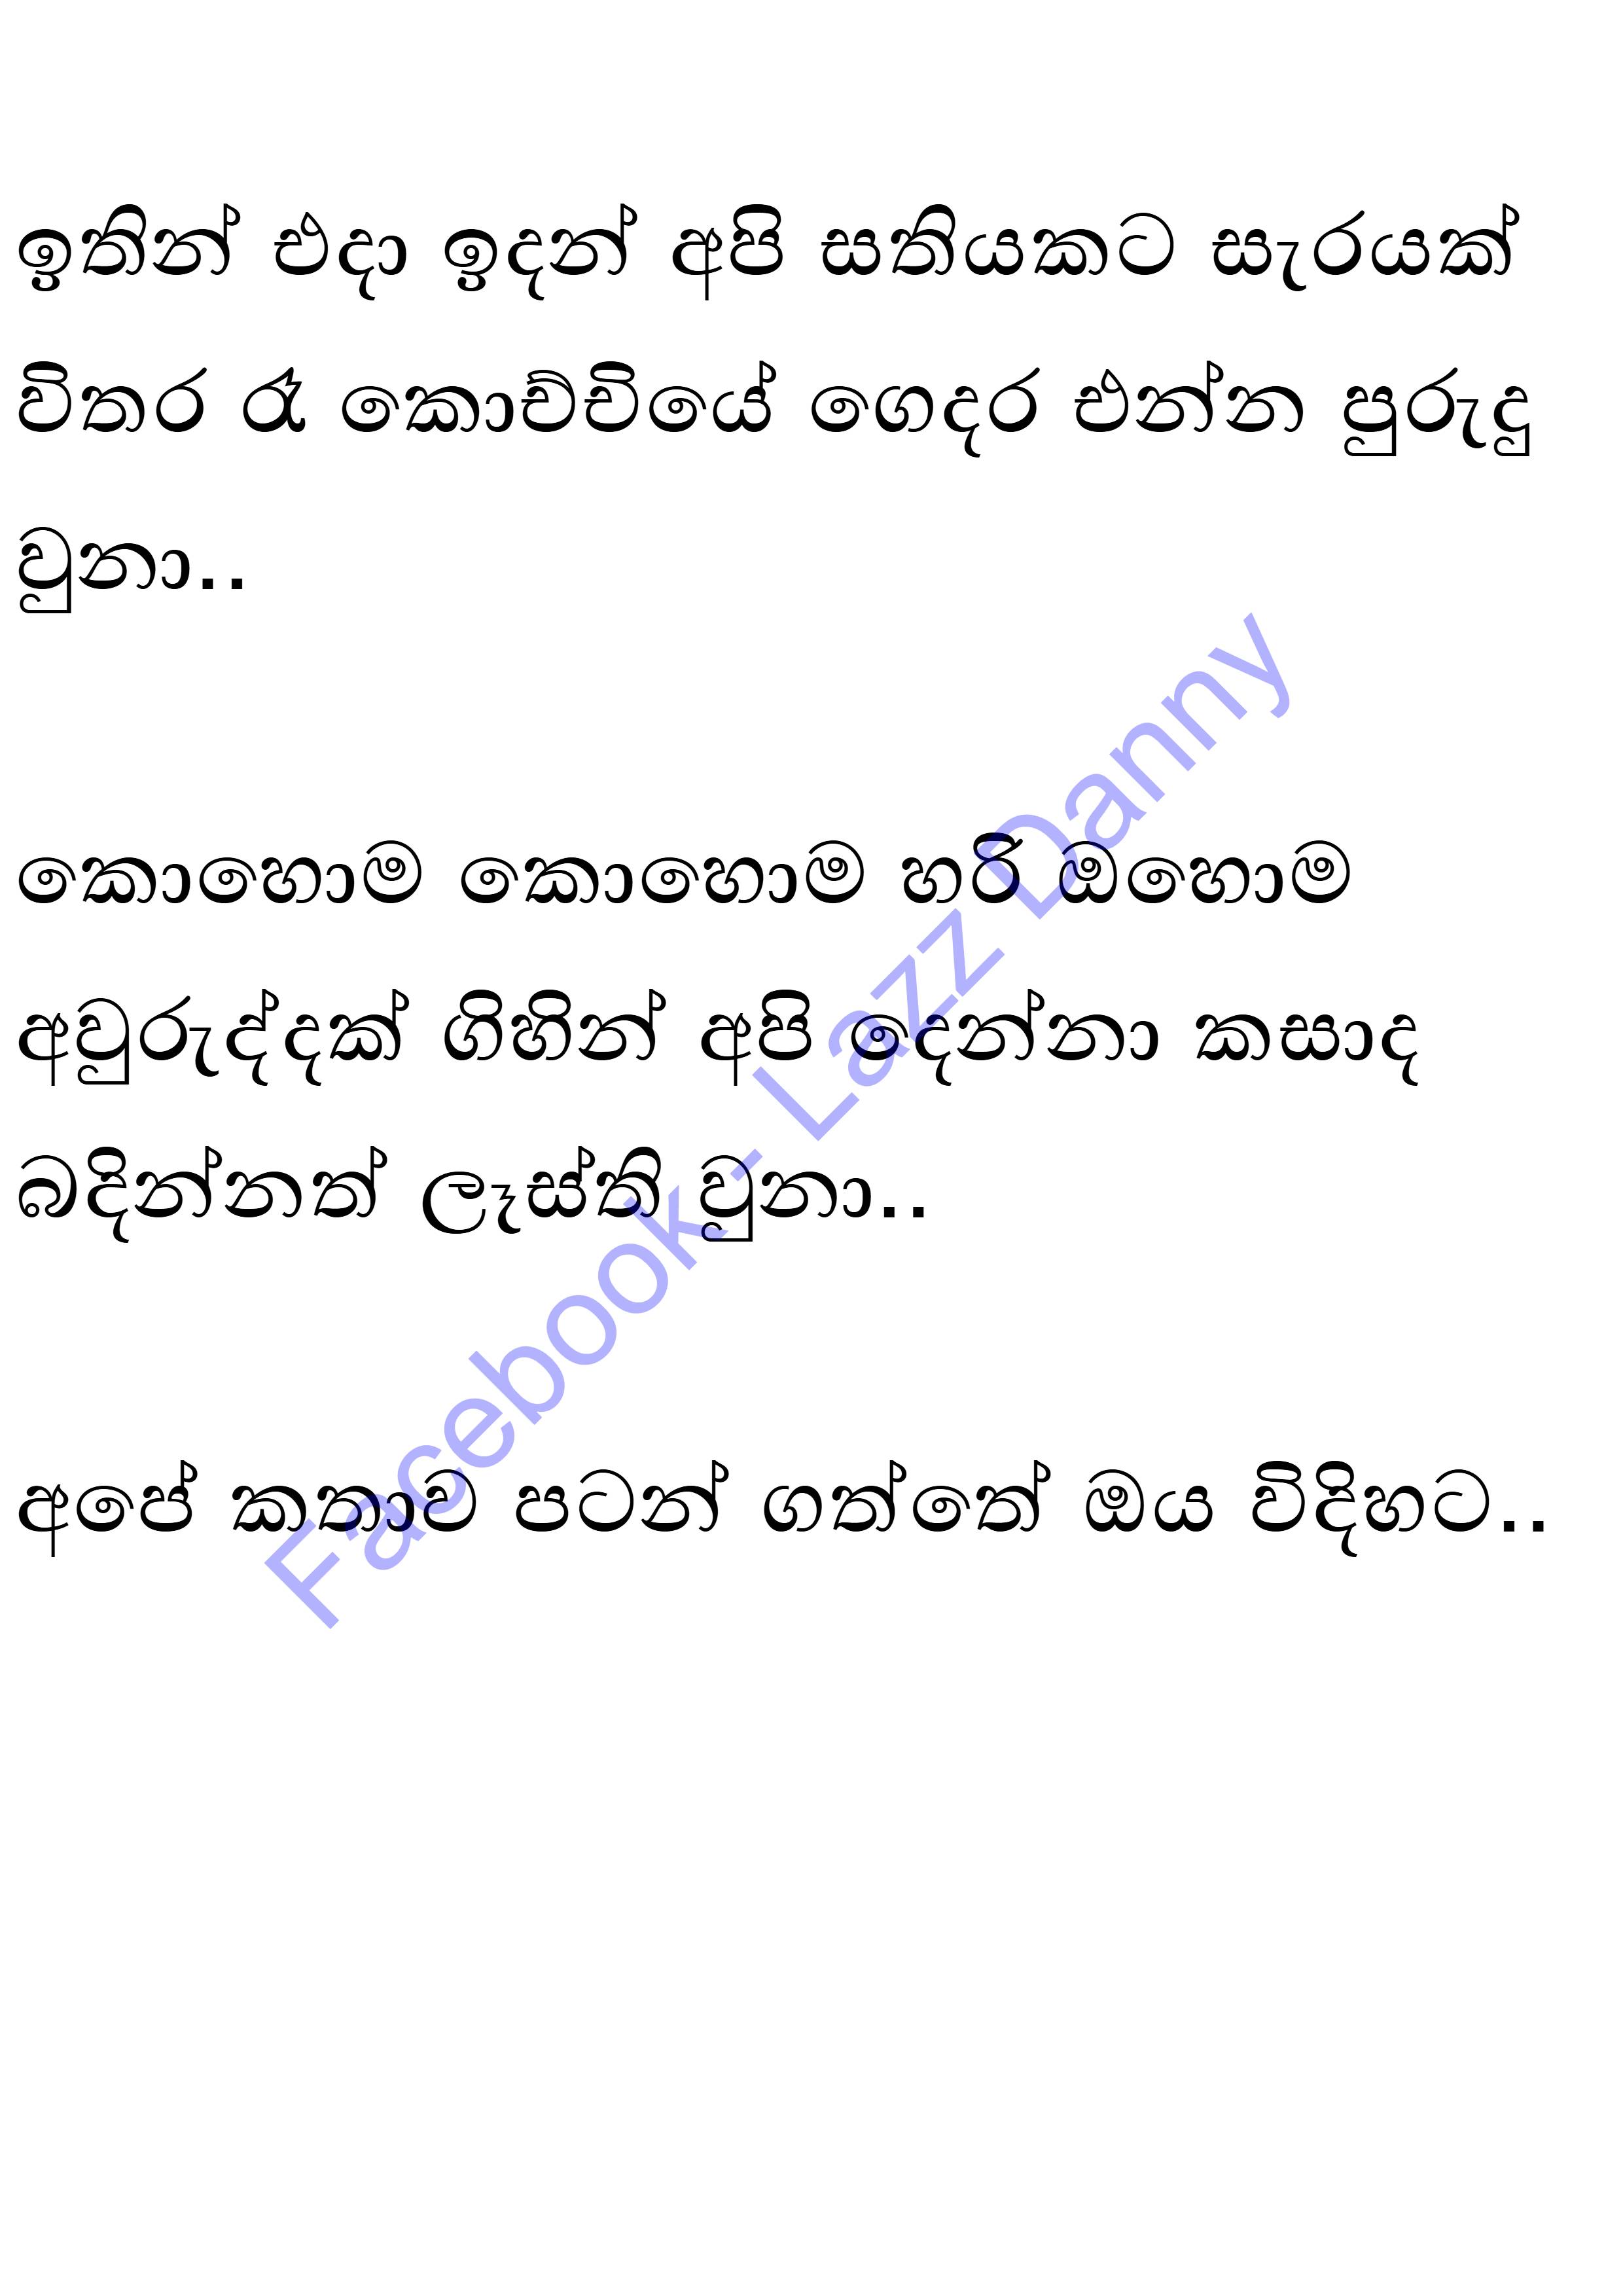 ඉතින් එදා ඉදන් අපි සතියකට සැරයක්
විතර රෑ කොච්චියේ ගෙදර එන්න පුරුදු
වුනා..
කොහොම කොහොම හරි ඔහොම
අවුරුද්දක් ගිහින් අපි දෙන්නා කසාද
බදින්නත් ලෑස්ති වුනා..
අපේ කතාව පටන් ගත්තේ ඔය විදිහට..
Facebook - Lazz Danny